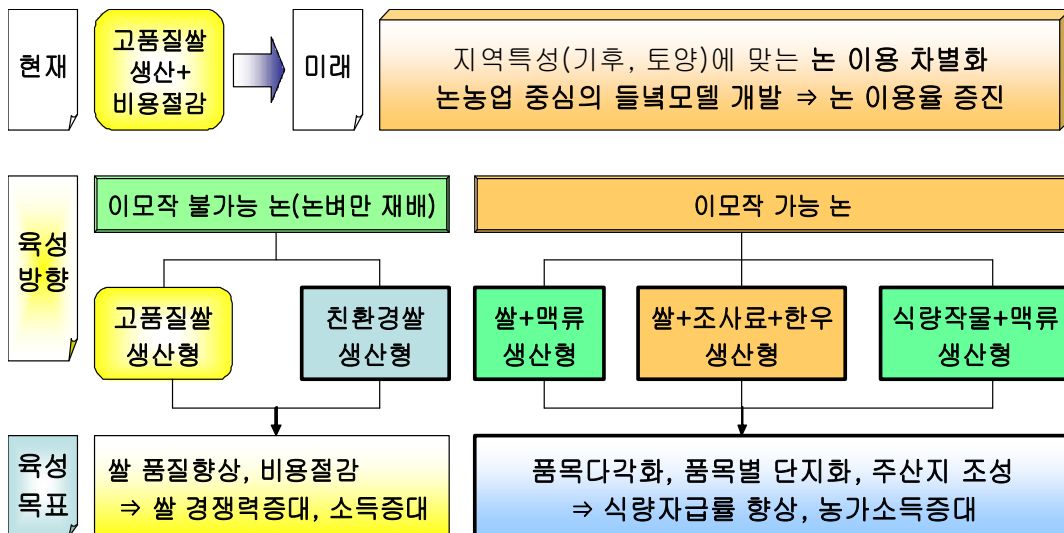 현재
고품질쌀
생산+
비용절감
미래
지역특성(기후, 토양)에 맞는 논 이용 차별화
논농업 중심의 들녘모델 개발 ⇒ 논 이용율 증진
육성
방향
이모작 불가능 논(논벼만 재배)
이모작 가능 논
고품질쌀
생산형
친환경쌀
생산형
쌀+맥류
생산형
쌀+조사료+한우
생산형
식량작물+맥류
생산형
육성
목표
쌀 품질향상, 비용절감
⇒ 쌀 경쟁력증대, 소득증대
품목다각화, 품목별 단지화, 주산지 조성
⇒ 식량자급률 향상, 농가소득증대